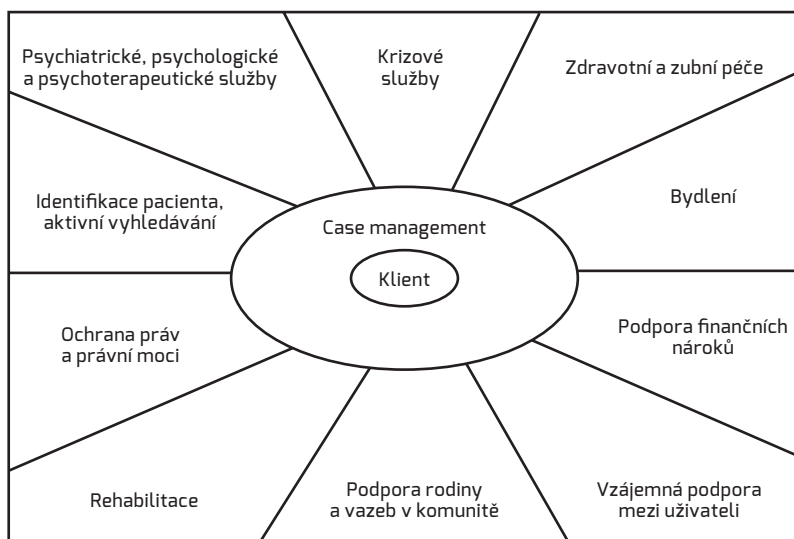 Psychiatrické, psychologické
a psychoterapeutické služby
Krizové
služby
Zdravotní a zubní péče
Identifikace pacienta,
aktivní vyhledávání
Case management
Bydlení
Klient
Ochrana práv
a právní moci
Podpora finančních
nároků
Rehabilitace
Podpora rodiny
a vazeb v komunitě
Vzájemná podpora
mezi uživateli